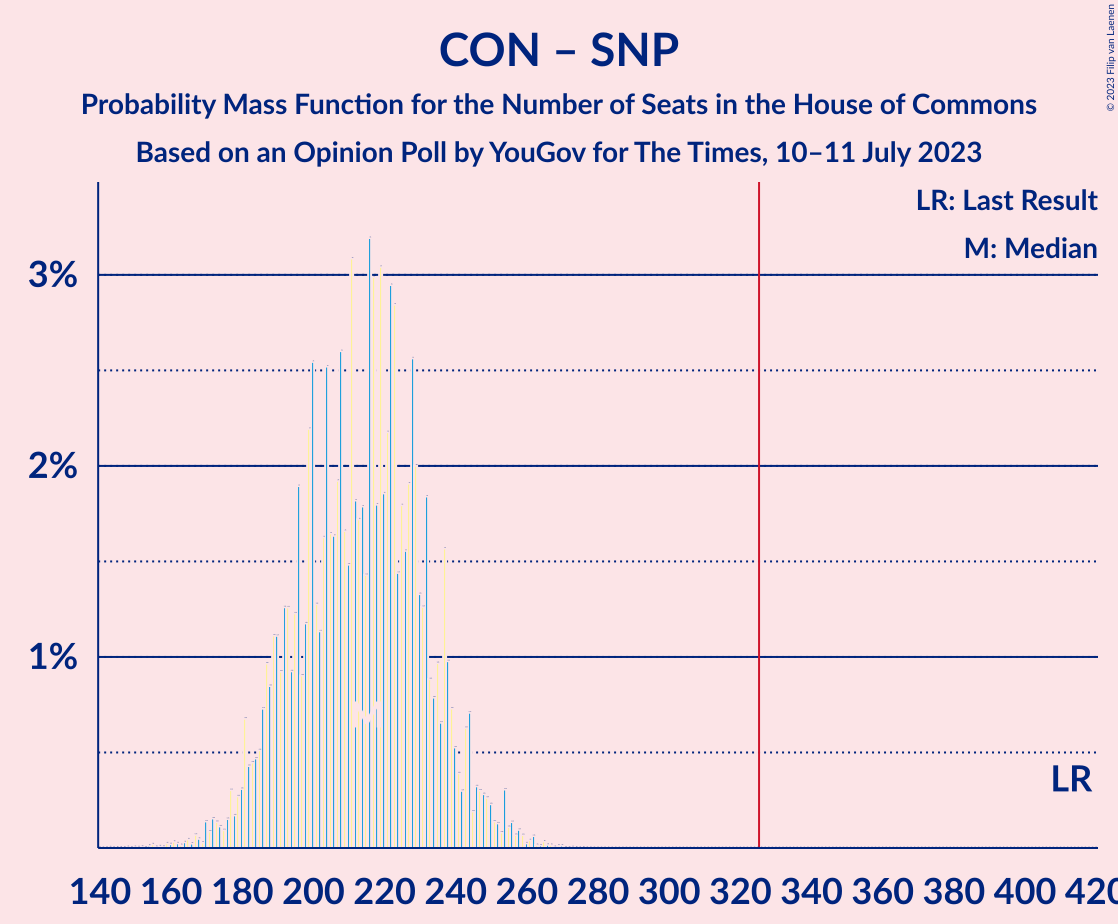 CON – SNP
Probability Mass Function for the Number of Seats in the House of Commons
Based on an Opinion Poll by YouGov for The Times, 10–11 July 2023
© 2023 Filip van Laenen
LR: Last Result
M: Median
3%
2%
1%
M
LR
140 160 180 200 220 240 260 280 300 320 340 360 380 400 420